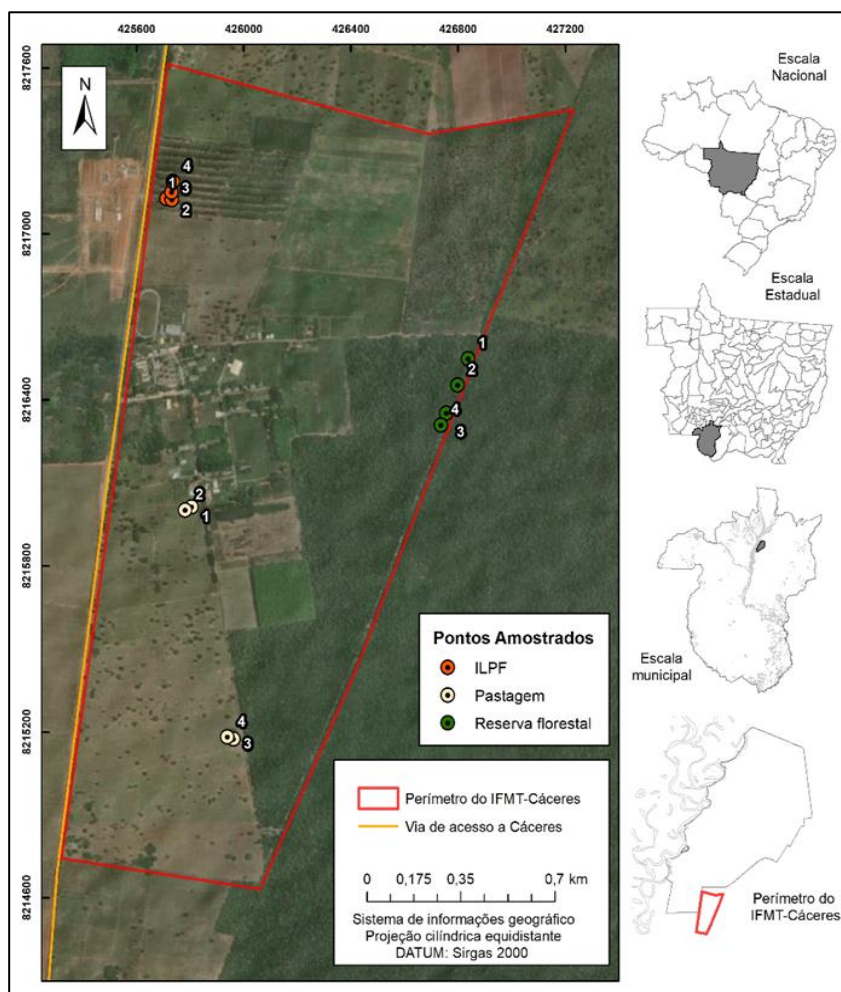 425600 426000 426400 426800 427200
8217600
8217000
8216400
8215800
8215200
8214600
N
4
1
3
2
1
2
4
3
2
1
4
3
Pontos Amostrados
ILPF
Pastagem
Reserva florestal
Perímetro do IFMT-Cáceres
Via de acesso a Cáceres
0 0,175 0,35 0,7 km
Sistema de informações geográfico
Projeção cilíndrica equidistante
DATUM: Sirgas 2000
Escala
Nacional
Escala
Estadual
Escala
municipal
Perímetro do
IFMT-Cáceres